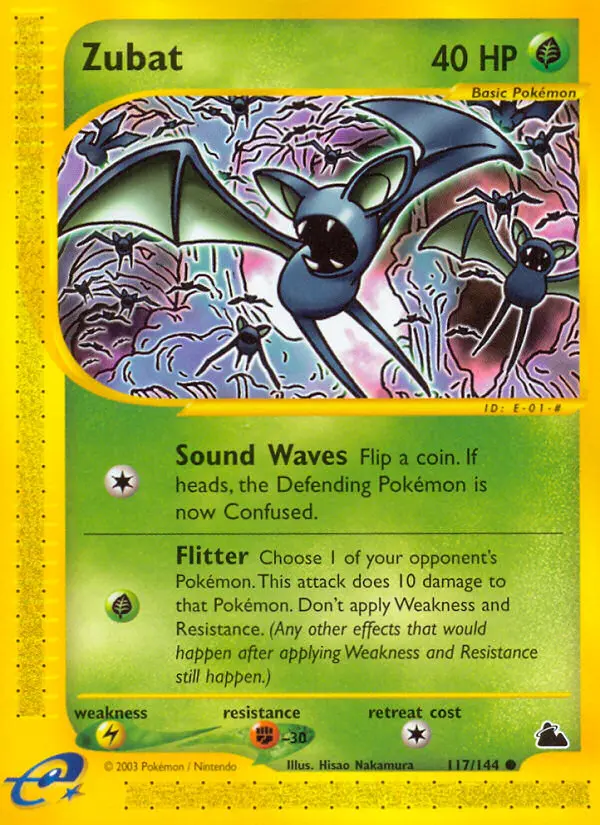 Zubat
40 HP
Basic Pokémon
ID: E-01-#
Sound Waves Flip a coin. If
heads, the Defending Pokémon is
now Confused.
Flitter Choose 1 of your opponent's
Pokémon. This attack does 10 damage to
that Pokémon. Don't apply Weakness and
Resistance. (Any other effects that would
happen after applying Weakness and Resistance
still happen.)
weakness resistance retreat cost
-30
© 2003 Pokémon / Nintendo Illus. Hisao Nakamura 117/144
e